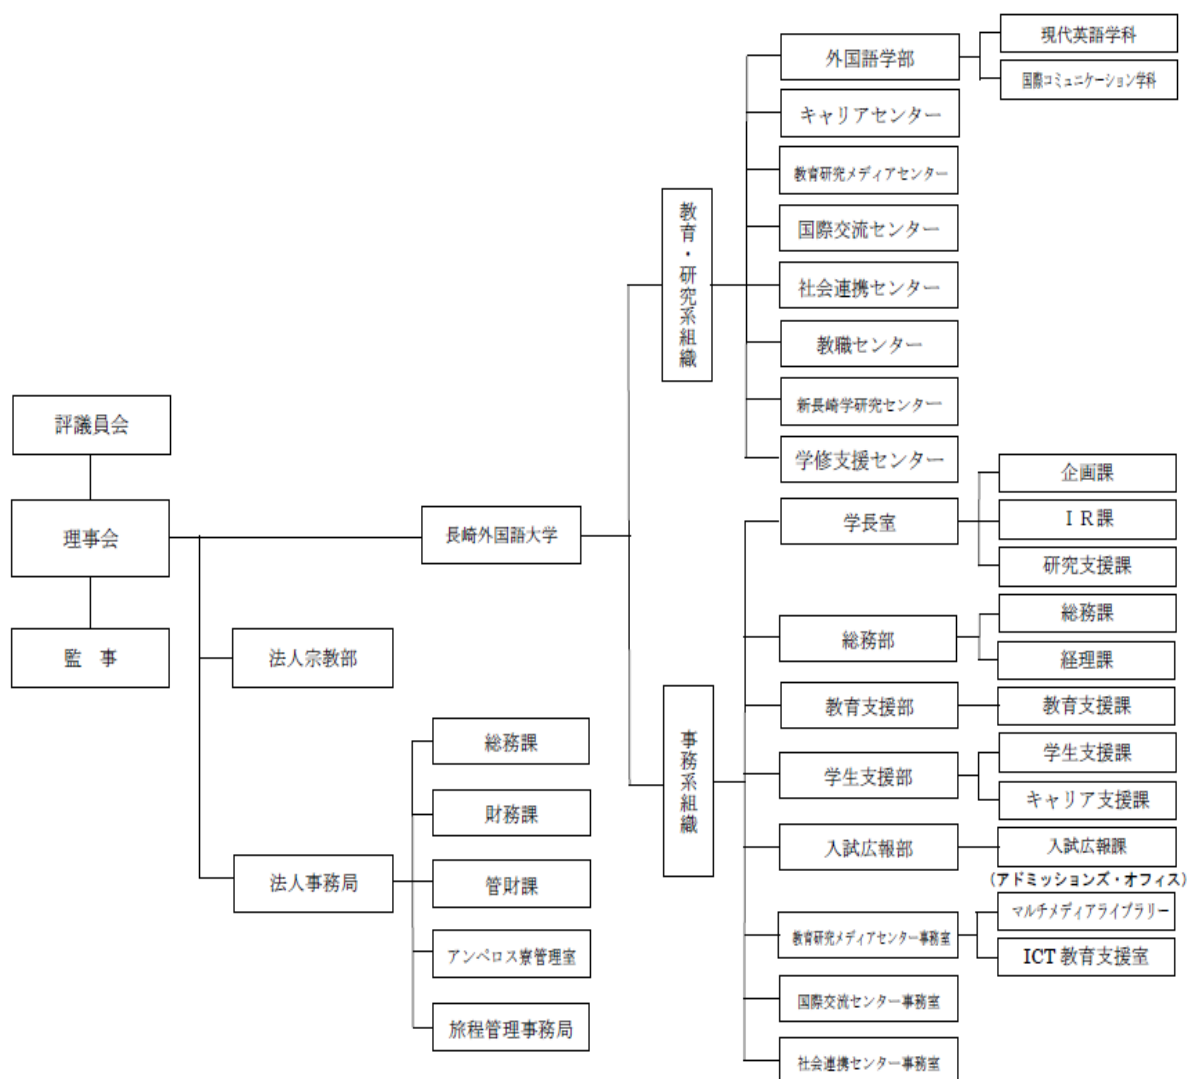 評議員会
理事会
監　事
長崎外国語大学
法人宗教部
法人事務局
総務課
財務課
管財課
アンペロス寮管理室
旅程管理事務局
教育・研究系組織
外国語学部
現代英語学科
国際コミュニケーション学科
キャリアセンター
教育研究メディアセンター
国際交流センター
社会連携センター
教職センター
新長崎学研究センター
学修支援センター
事務系組織
学長室
企画課
ＩＲ課
研究支援課
総務部
総務課
経理課
教育支援部
教育支援課
学生支援部
学生支援課
キャリア支援課
入試広報部
入試広報課
(アドミッションズ・オフィス)
教育研究メディアセンター事務室
マルチメディアライブラリー
ICT 教育支援室
国際交流センター事務室
社会連携センター事務室